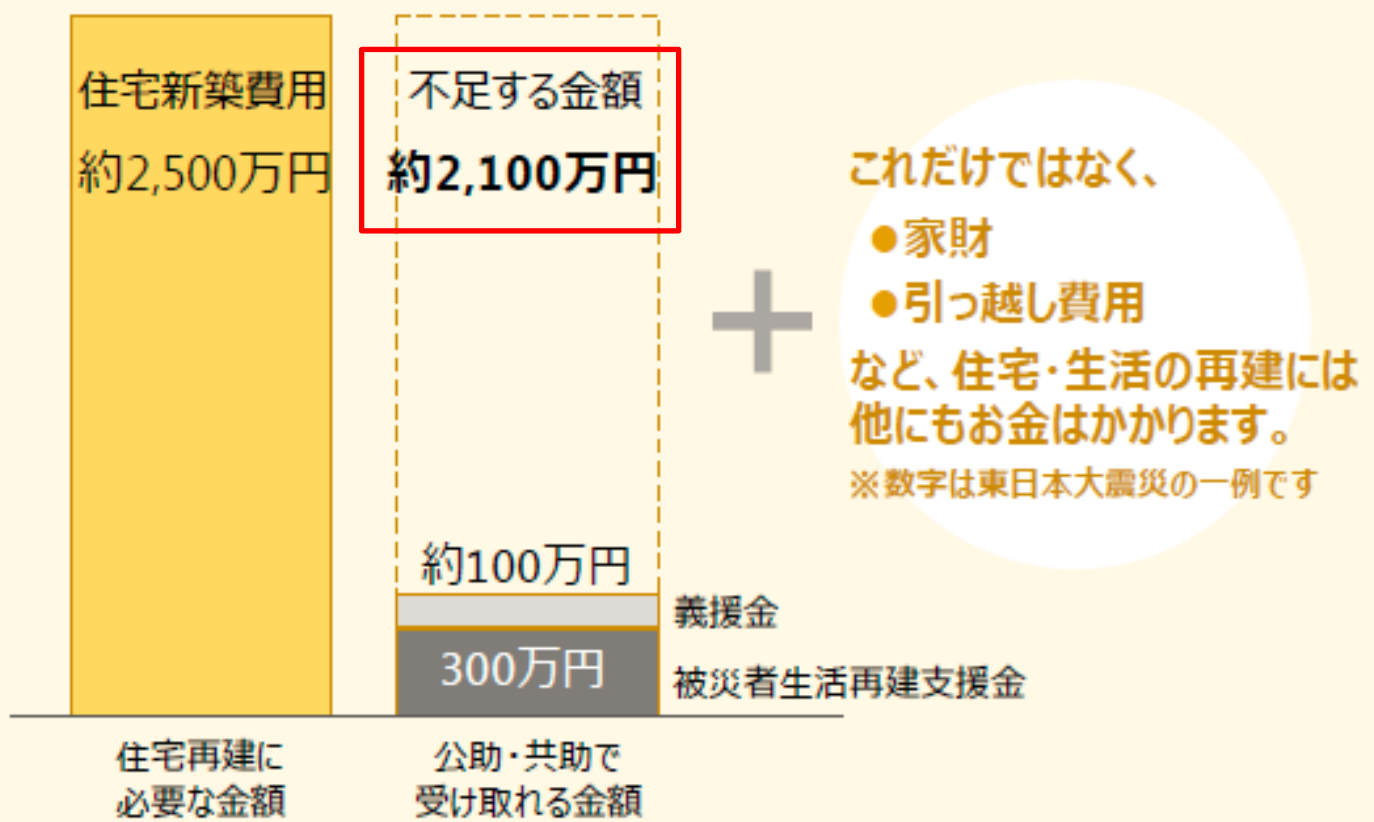 住宅新築費用
約2,500万円
不足する金額
約2,100万円
約100万円
義援金
300万円
被災者生活再建支援金
住宅再建に
必要な金額
公助・共助で
受け取れる金額
+
これだけではなく、
●家財
●引っ越し費用
など、住宅・生活の再建には
他にもお金はかかります。
※数字は東日本大震災の一例です